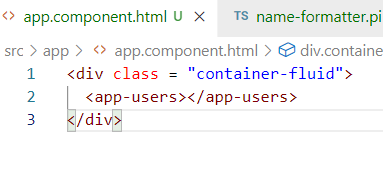 app.component.html U
TS name-formatter.pi
src > app > <> app.component.html > div.containe
1 <div class = "container-fluid">
2 <app-users></app-users>
3 </div>